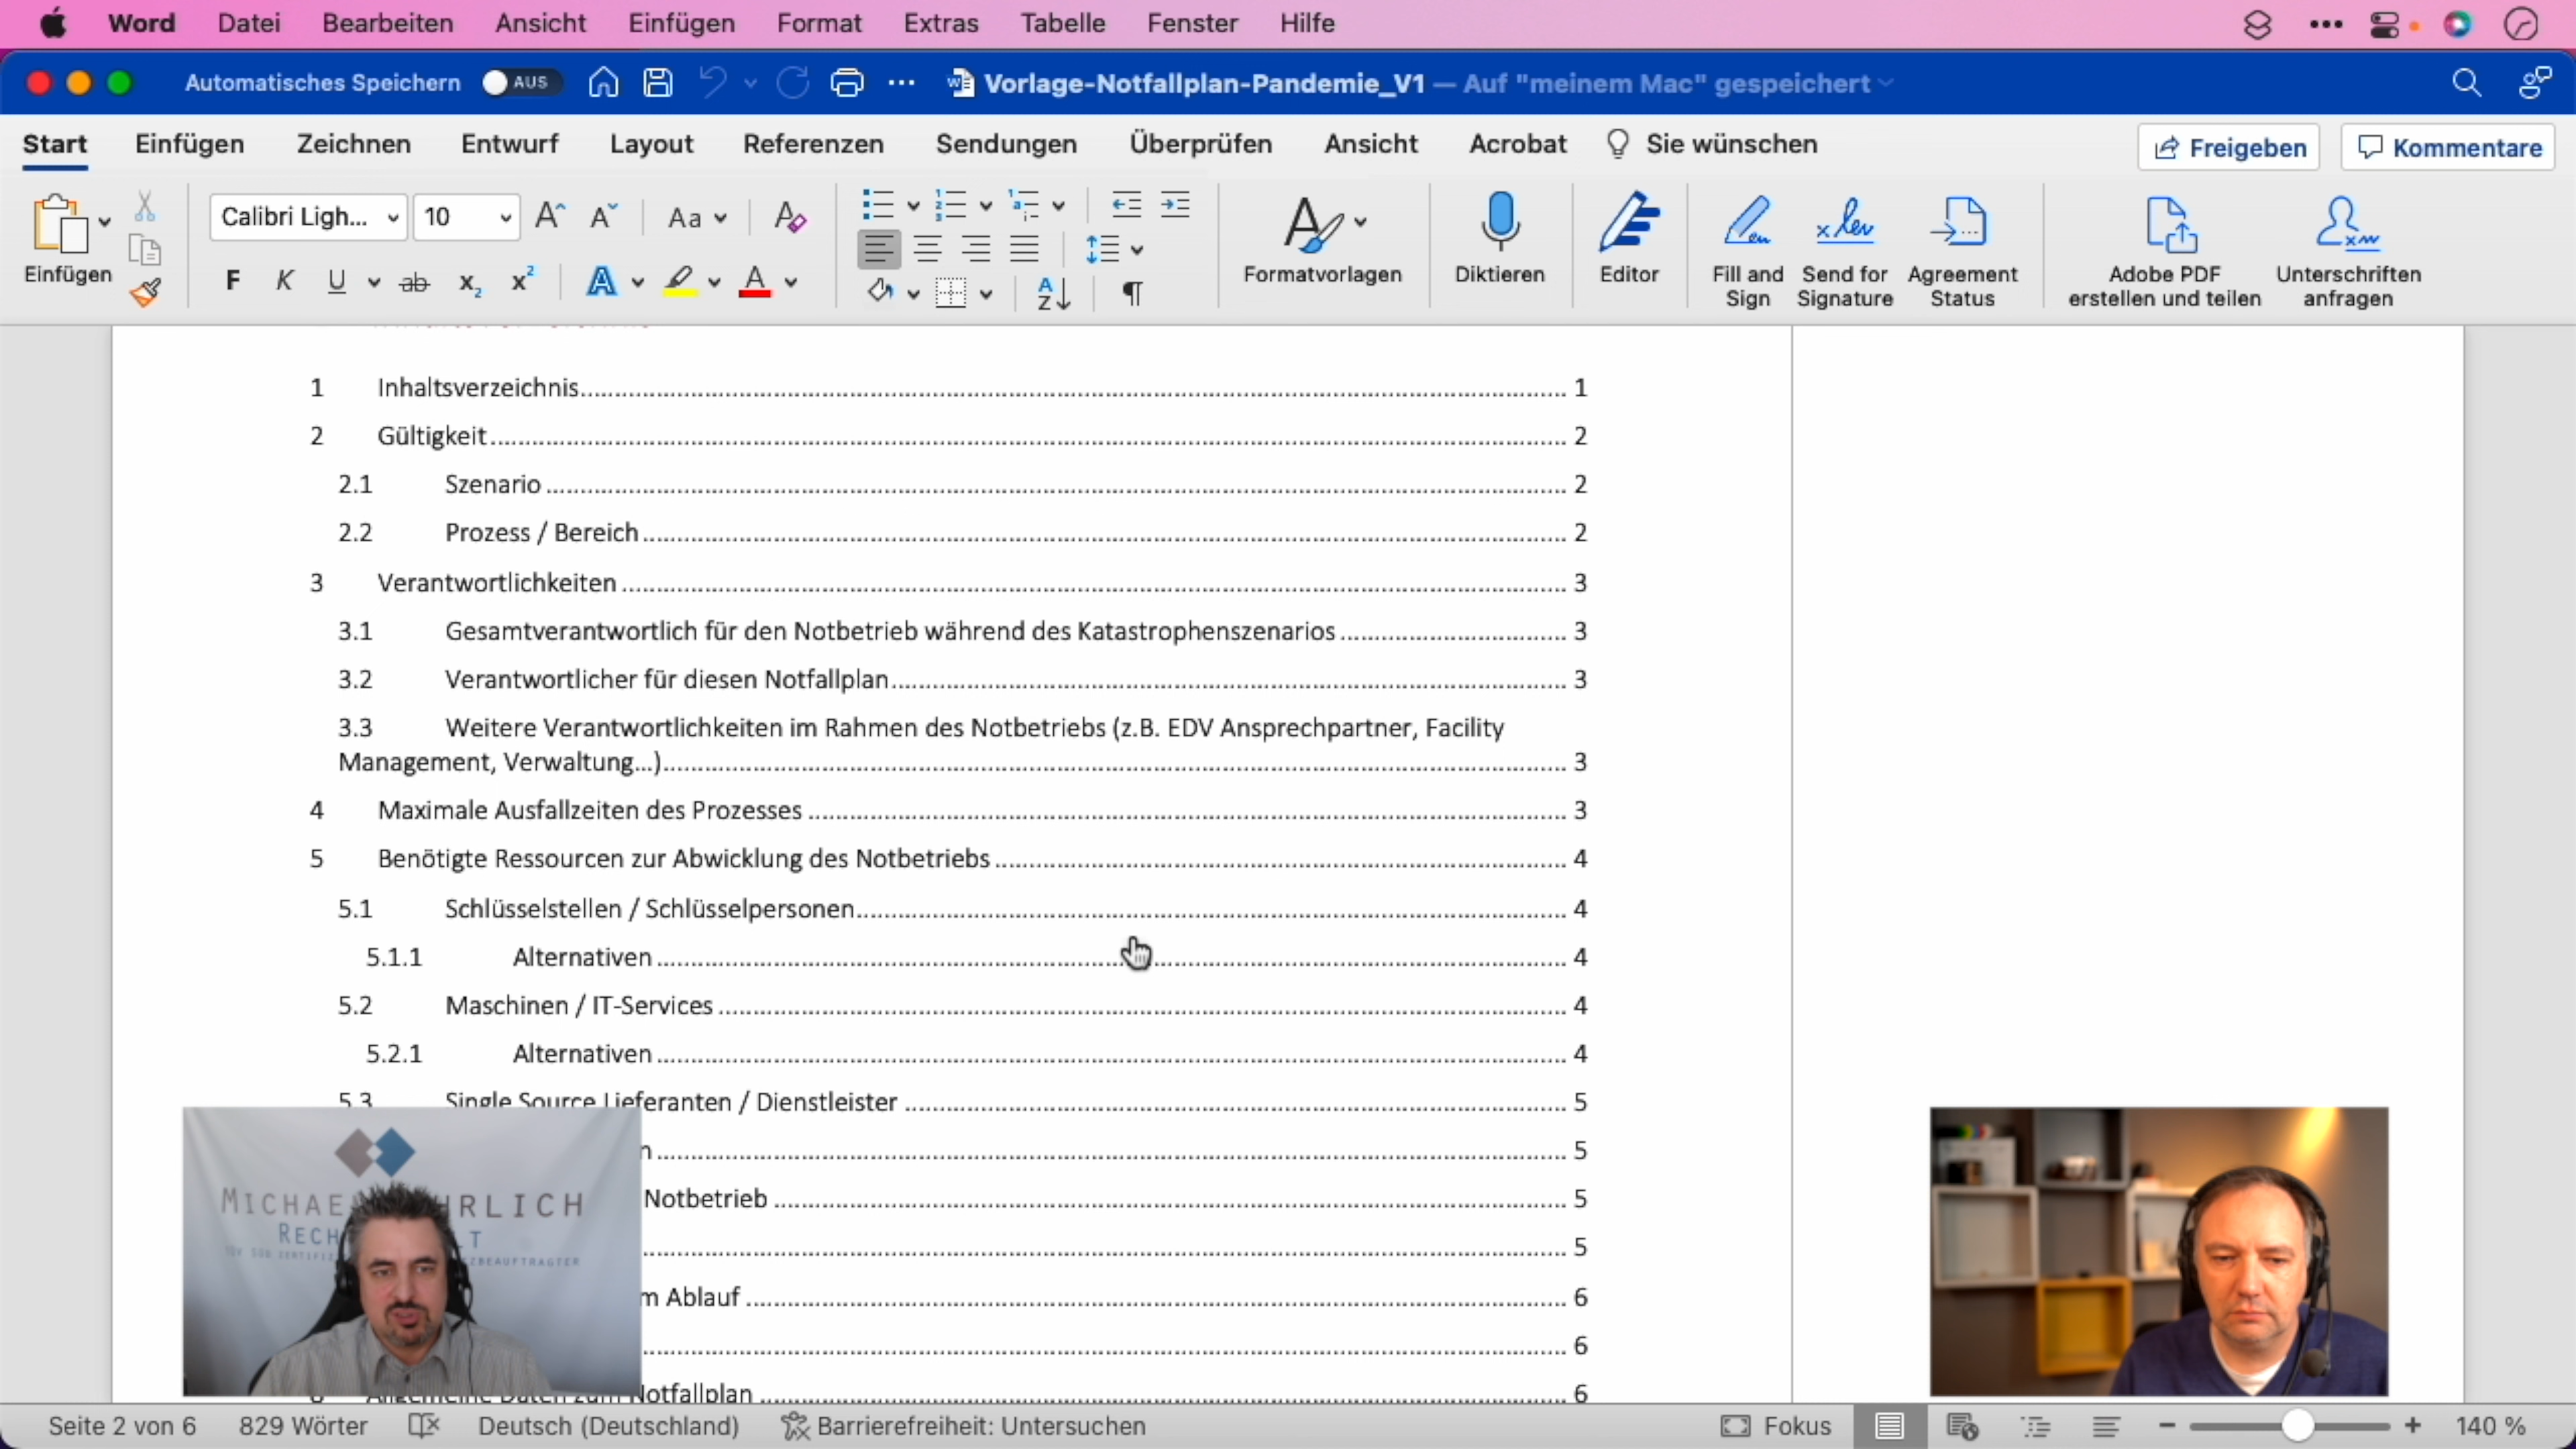 Word Datei Bearbeiten Ansicht Einfügen Format Extras Tabelle Fenster Hilfe
Automatisches Speichern AUS Vorlage-Notfallplan-Pandemie_V1 — Auf "meinem Mac" gespeichert
Start Einfügen Zeichnen Entwurf Layout Referenzen Sendungen Überprüfen Ansicht Acrobat Sie wünschen Freigeben Kommentare
Calibri Ligh... 10
Einfügen Formatvorlagen Diktieren Editor Fill and Sign Send for Signature Agreement Status Adobe PDF erstellen und teilen Unterschriften anfragen
1 Inhaltsverzeichnis 1
2 Gültigkeit 2
2.1 Szenario 2
2.2 Prozess / Bereich 2
3 Verantwortlichkeiten 3
3.1 Gesamtverantwortlich für den Notbetrieb während des Katastrophenszenarios 3
3.2 Verantwortlicher für diesen Notfallplan 3
3.3 Weitere Verantwortlichkeiten im Rahmen des Notbetriebs (z.B. EDV Ansprechpartner, Facility
Management, Verwaltung...) 3
4 Maximale Ausfallzeiten des Prozesses 3
5 Benötigte Ressourcen zur Abwicklung des Notbetriebs 4
5.1 Schlüsselstellen / Schlüsselpersonen 4
5.1.1 Alternativen 4
5.2 Maschinen / IT-Services 4
5.2.1 Alternativen 4
5.3 Single Source Lieferanten / Dienstleister 5
n 5
Notbetrieb 5
5
m Ablauf 6
6
Allgemeine Daten zum Notfallplan 6
MICHAE RLICH
RECH T
ZBEAUFTRAGTER
Seite 2 von 6 829 Wörter Deutsch (Deutschland) Barrierefreiheit: Untersuchen Fokus 140 %